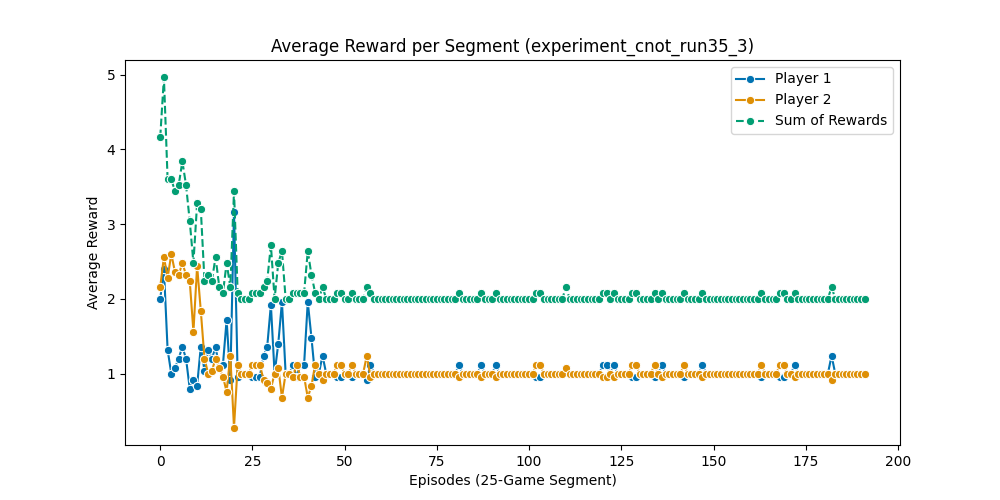 Average Reward per Segment (experiment_cnot_run35_3)
Player 1
Player 2
Sum of Rewards
Average Reward
5
4
3
2
1
0 25 50 75 100 125 150 175 200
Episodes (25-Game Segment)